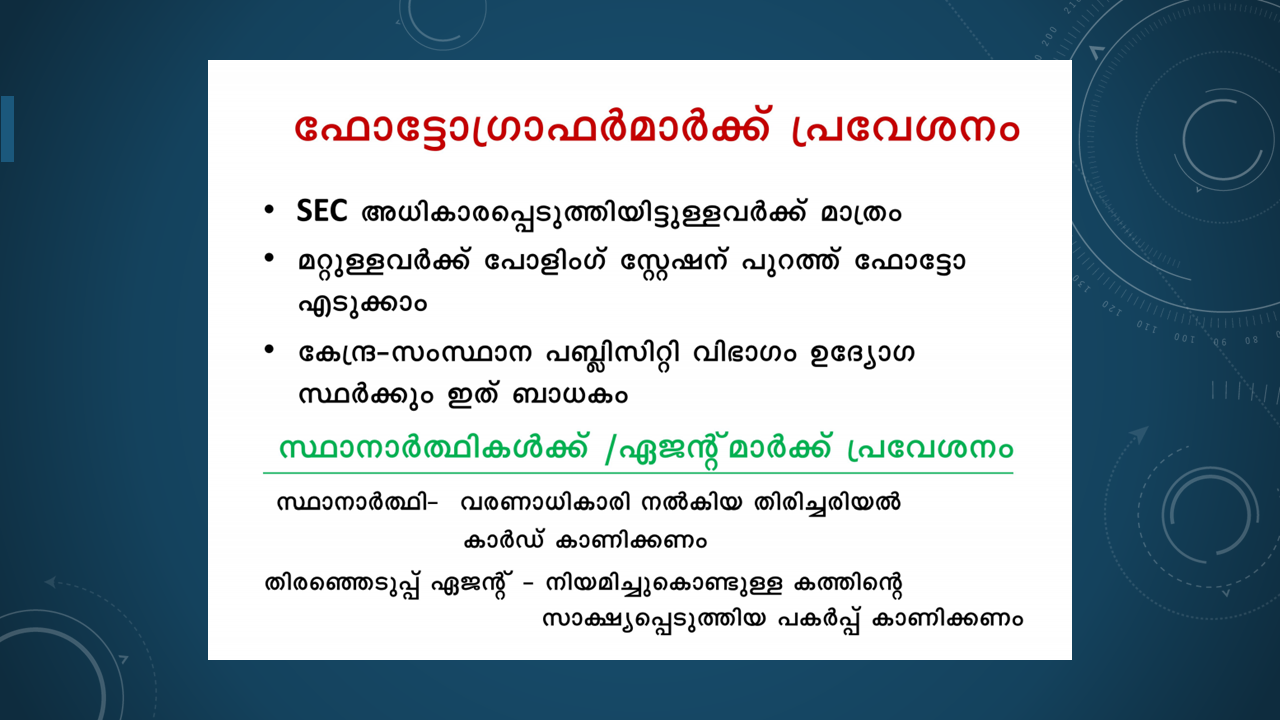 ഫോട്ടോഗ്രാഫർമാർക്ക് പ്രവേശനം
• SEC അധികാരപ്പെടുത്തിയിട്ടുള്ളവർക്ക് മാത്രം
• മറ്റുള്ളവർക്ക് പോളിംഗ് സ്റ്റേഷന് പുറത്ത് ഫോട്ടോ
എടുക്കാം
• കേന്ദ്ര-സംസ്ഥാന പബ്ലിസിറ്റി വിഭാഗം ഉദ്യോഗ
സ്ഥർക്കും ഇത് ബാധകം
സ്ഥാനാർത്ഥികൾക്ക് /ഏജന്റ് മാർക്ക് പ്രവേശനം
സ്ഥാനാർത്ഥി- വരണാധികാരി നൽകിയ തിരിച്ചരിയൽ
കാർഡ് കാണിക്കണം
തിരഞ്ഞെടുപ്പ് ഏജന്റ് - നിയമിച്ചുകൊണ്ടുള്ള കത്തിന്റെ
സാക്ഷ്യപ്പെടുത്തിയ പകർപ്പ് കാണിക്കണം